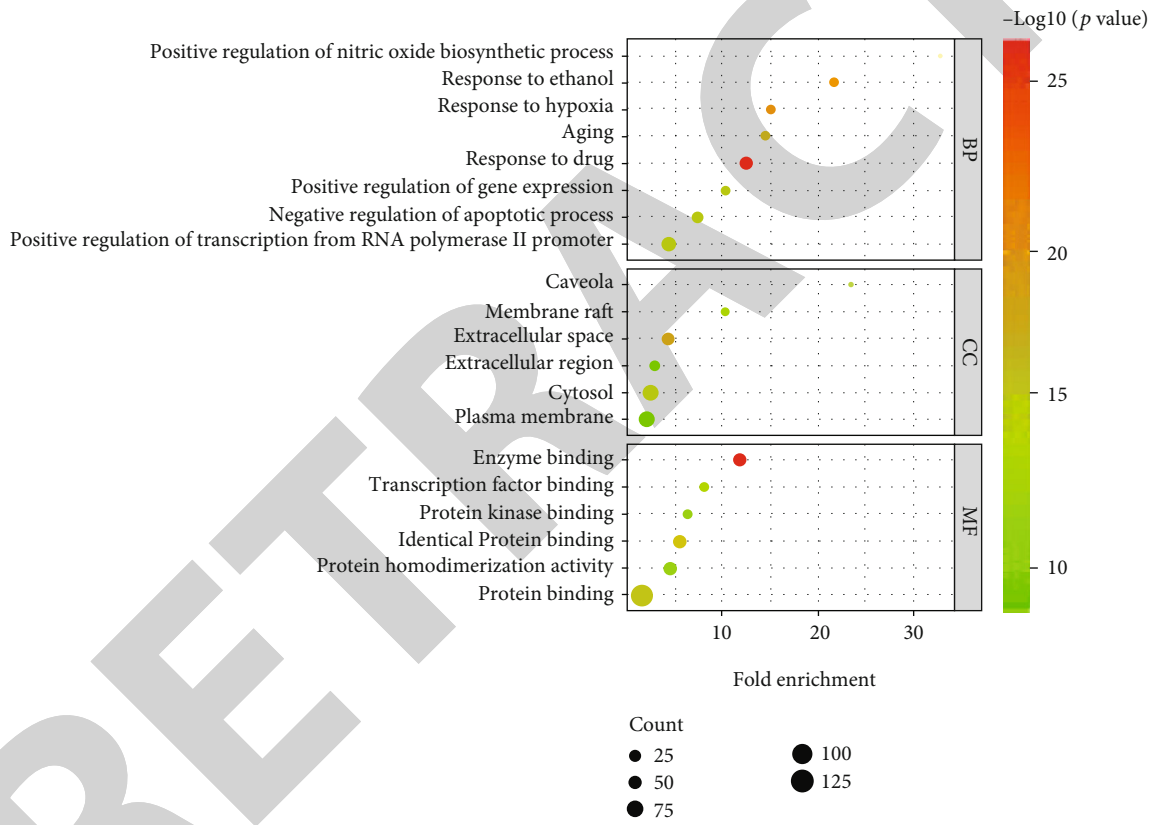 –Log10 (p value)
Positive regulation of nitric oxide biosynthetic process
Response to ethanol
Response to hypoxia
Aging
Response to drug
Positive regulation of gene expression
Negative regulation of apoptotic process
Positive regulation of transcription from RNA polymerase II promoter
BP
Caveola
Membrane raft
Extracellular space
Extracellular region
Cytosol
Plasma membrane
CC
Enzyme binding
Transcription factor binding
Protein kinase binding
Identical Protein binding
Protein homodimerization activity
Protein binding
MF
25
20
15
10
10 20 30
Fold enrichment
Count
25
50
75
100
125
RETRAC